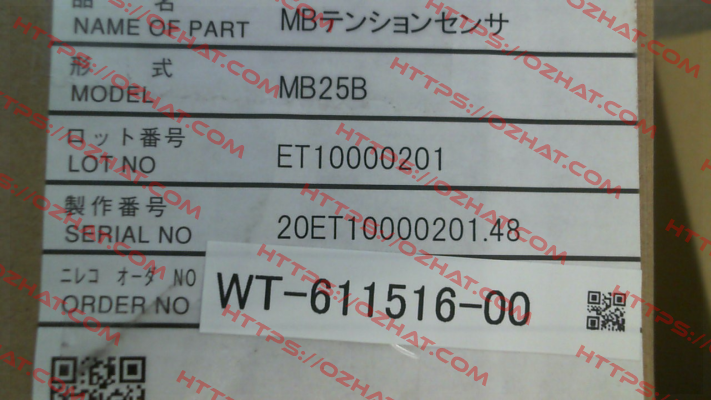 品 名
NAME OF PART MBテンションセンサ
形 式
MODEL MB25B
ロット番号
LOT NO ET10000201
製作番号
SERIAL NO 20ET10000201.48
ニレコ オーダ NO
ORDER NO WT-611516-00
HTTPS://OZHAT.COM